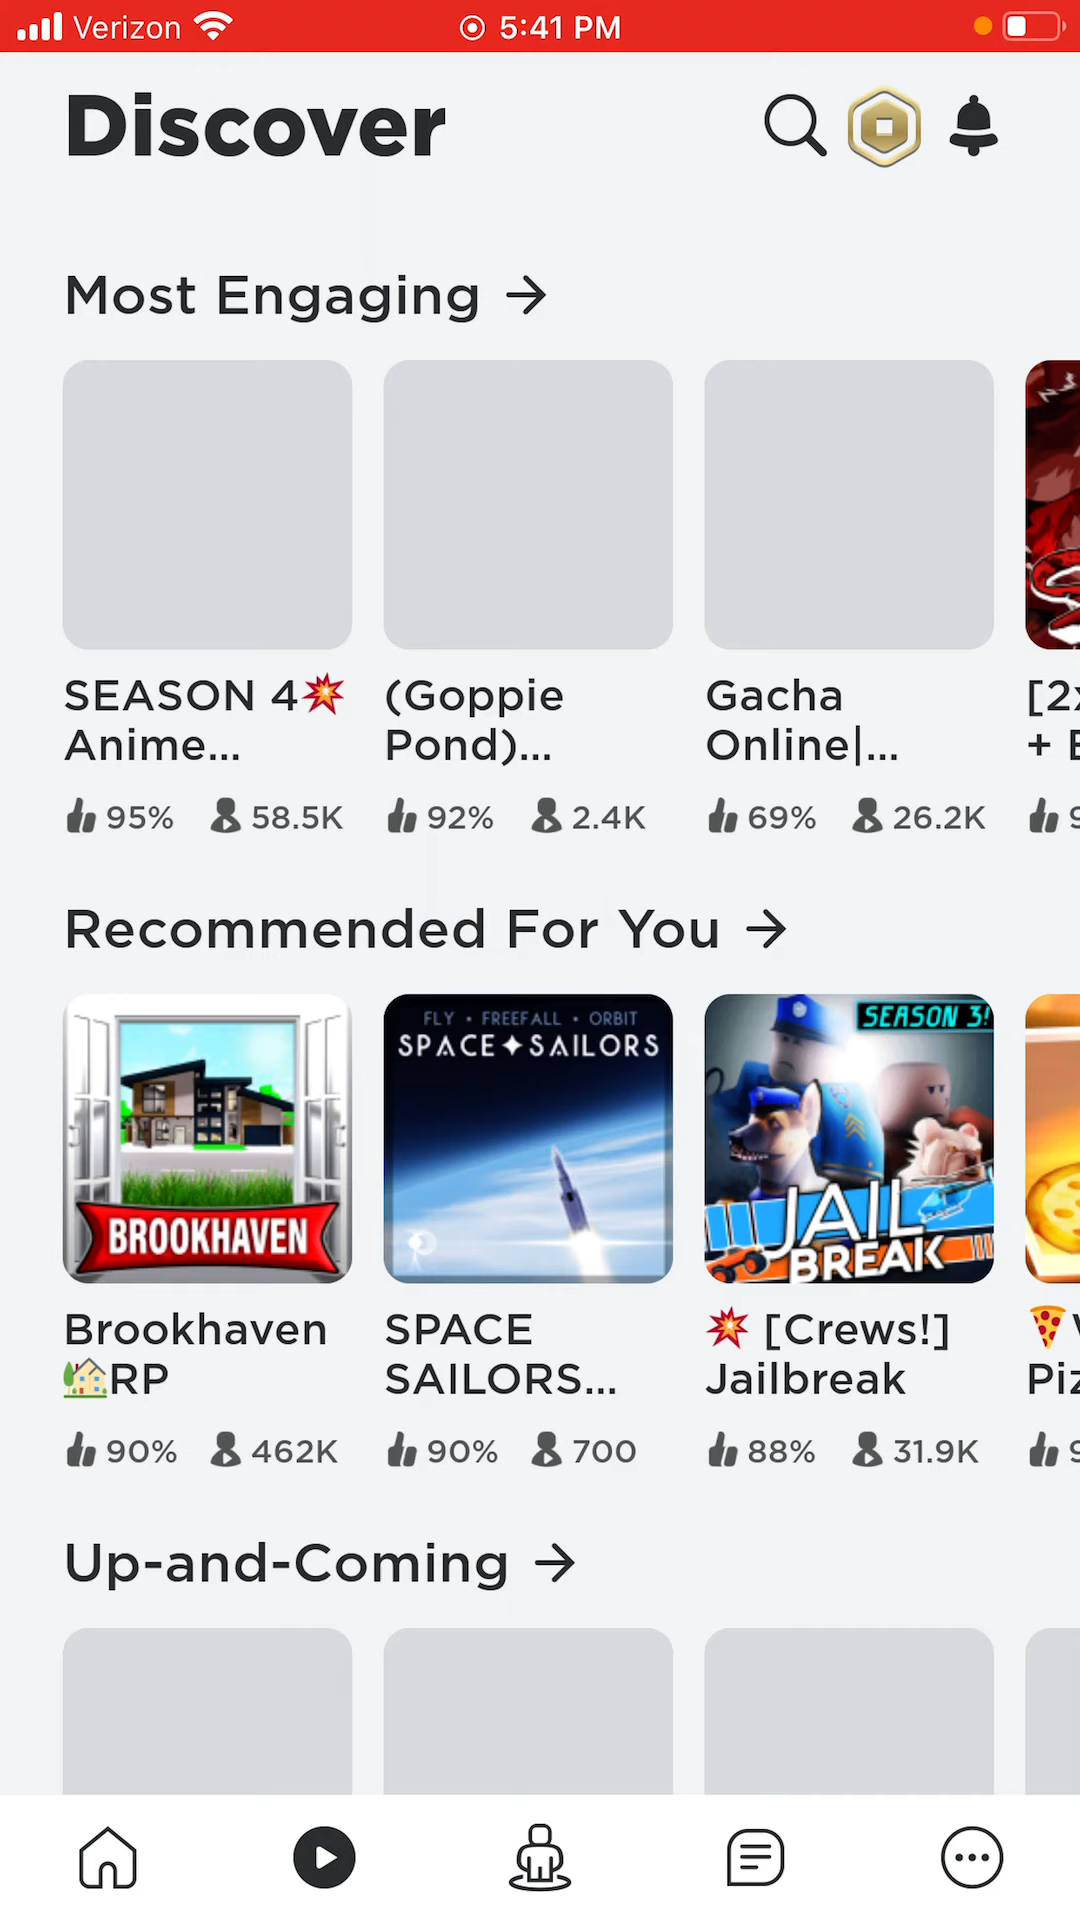 Verizon 5:41 PM
Discover
Most Engaging →
SEASON 4💥 Anime...
95% 58.5K
(Goppie Pond)...
92% 2.4K
Gacha Online|...
69% 26.2K
[2x
+
Recommended For You →
BROOKHAVEN
Brookhaven 🏡RP
90% 462K
FLY • FREEFALL • ORBIT
SPACE✦SAILORS
SPACE SAILORS...
90% 700
SEASON 3!
JAIL
BREAK
💥 [Crews!] Jailbreak
88% 31.9K
🍕
Piz
Up-and-Coming →